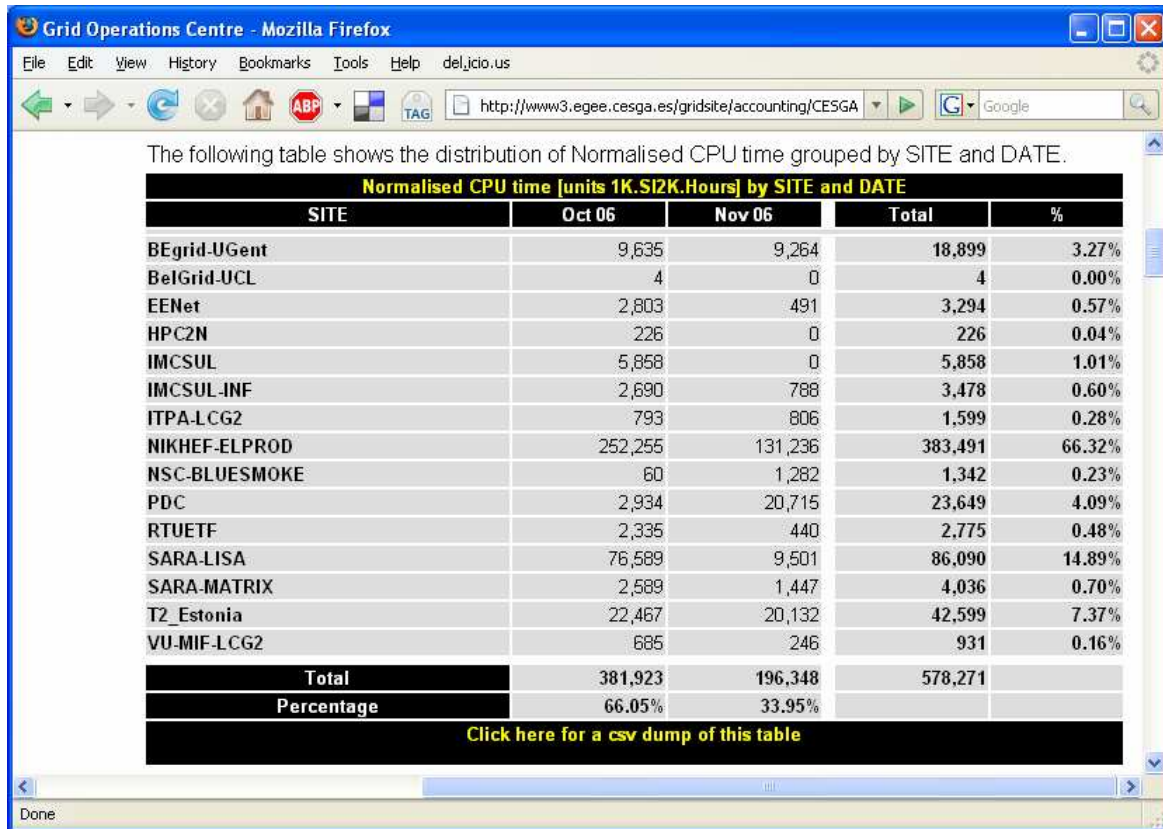 Grid Operations Centre - Mozilla Firefox
File Edit View History Bookmarks Tools Help del.icio.us
ABP TAG http://www3.egee.cesga.es/gridsite/accounting/CESGA G Google
The following table shows the distribution of Normalised CPU time grouped by SITE and DATE.
Normalised CPU time [units 1K.SI2K.Hours] by SITE and DATE
SITE Oct 06 Nov 06 Total %
BEgrid-UGent 9,635 9,264 18,899 3.27%
BelGrid-UCL 4 0 4 0.00%
EENet 2,803 491 3,294 0.57%
HPC2N 226 0 226 0.04%
IMCSUL 5,858 0 5,858 1.01%
IMCSUL-INF 2,690 788 3,478 0.60%
ITPA-LCG2 793 806 1,599 0.28%
NIKHEF-ELPROD 252,255 131,236 383,491 66.32%
NSC-BLUESMOKE 60 1,282 1,342 0.23%
PDC 2,934 20,715 23,649 4.09%
RTUETF 2,335 440 2,775 0.48%
SARA-LISA 76,589 9,501 86,090 14.89%
SARA-MATRIX 2,589 1,447 4,036 0.70%
T2_Estonia 22,467 20,132 42,599 7.37%
VU-MIF-LCG2 685 246 931 0.16%
Total 381,923 196,348 578,271
Percentage 66.05% 33.95%
Click here for a csv dump of this table
Done